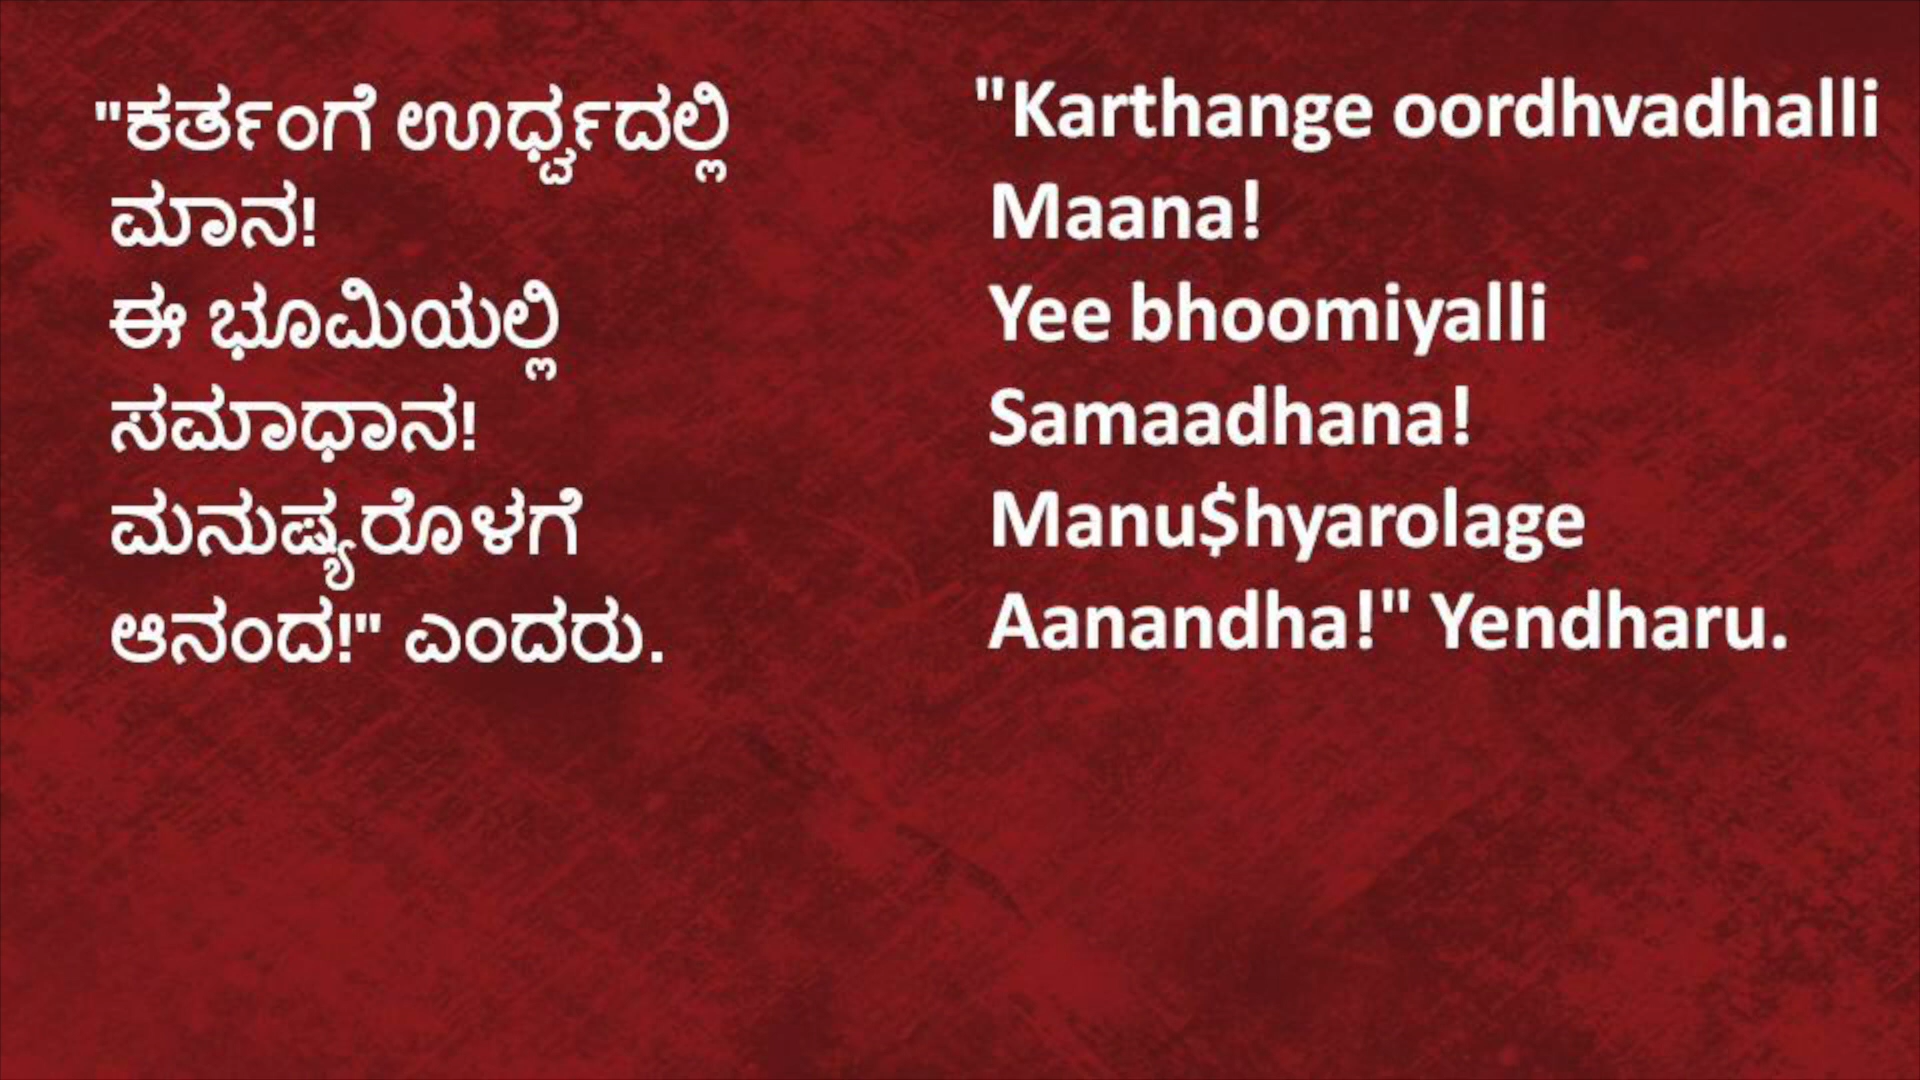 "ಕರ್ತಂಗೆ ಊರ್ಧ್ವದಲ್ಲಿ
ಮಾನ!
ಈ ಭೂಮಿಯಲ್ಲಿ
ಸಮಾಧಾನ!
ಮನುಷ್ಯರೊಳಗೆ
ಆನಂದ!" ಎಂದರು.
"Karthange oordhvadhalli
Maana!
Yee bhoomiyalli
Samaadhana!
Manu$hyarolage
Aanandha!" Yendharu.